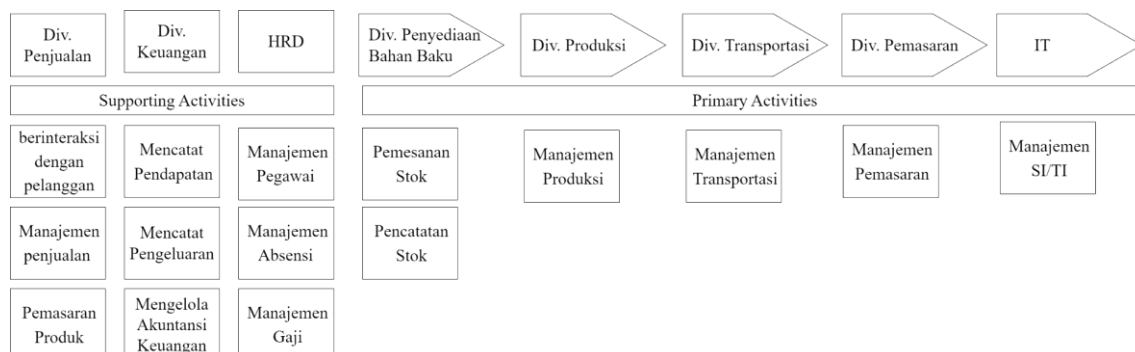 Div.
Penjualan
Div.
Keuangan
HRD
Div. Penyediaan
Bahan Baku
Div. Produksi
Div. Transportasi
Div. Pemasaran
IT
Supporting Activities
Primary Activities
berinteraksi
dengan
pelanggan
Mencatat
Pendapatan
Manajemen
Pegawai
Pemesanan
Stok
Manajemen
Produksi
Manajemen
Transportasi
Manajemen
Pemasaran
Manajemen
SI/TI
Manajemen
penjualan
Mencatat
Pengeluaran
Manajemen
Absensi
Pencatatan
Stok
Pemasaran
Produk
Mengelola
Akuntansi
Keuangan
Manajemen
Gaji